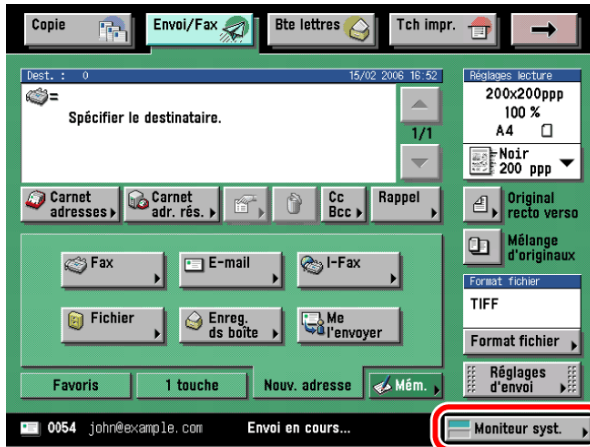 Copie
Envoi/Fax
Bte lettres
Tch impr.
Dest. : 0
15/02 2006 16:52
Spécifier le destinataire.
1/1
Réglages lecture
200x200ppp
100 %
A4
Noir
200 ppp
Carnet
adresses
Carnet
adr. rés.
Cc
Bcc
Rappel
Original
recto verso
Mélange
d'originaux
Fax
E-mail
I-Fax
Fichier
Enreg.
ds boîte
Me
l'envoyer
Format fichier
TIFF
Format fichier
Favoris
1 touche
Nouv. adresse
Mém.
Réglages
d'envoi
0054 john@example.com Envoi en cours...
Moniteur syst.